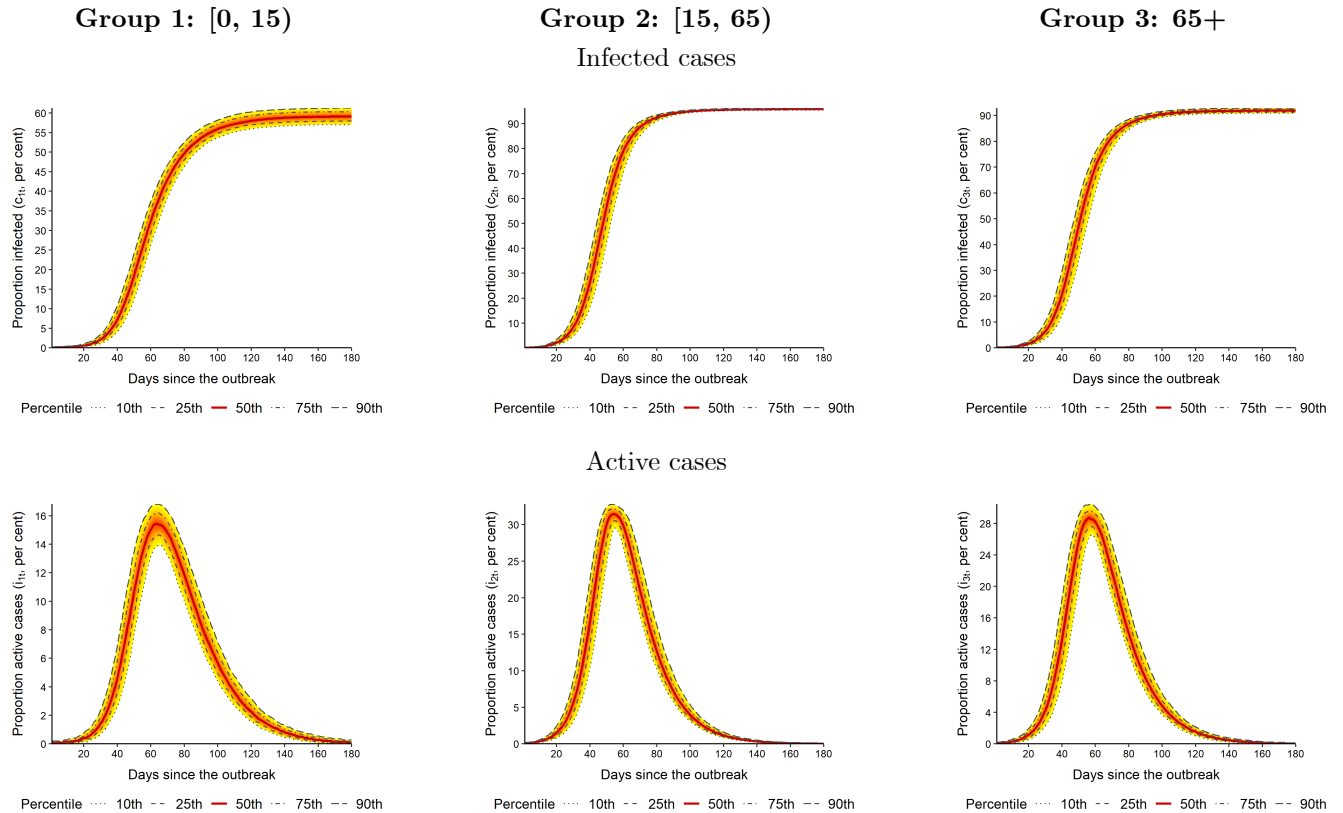 Group 1: [0, 15) Group 2: [15, 65) Group 3: 65+
Infected cases
Proportion infected (c1t, per cent)
60
55
50
45
40
35
30
25
20
15
10
5
0
20 40 60 80 100 120 140 160 180
Days since the outbreak
Percentile 10th 25th 50th 75th 90th
Proportion infected (c2t, per cent)
90
80
70
60
50
40
30
20
10
20 40 60 80 100 120 140 160 180
Days since the outbreak
Percentile 10th 25th 50th 75th 90th
Proportion infected (c3t, per cent)
90
80
70
60
50
40
30
20
10
0
20 40 60 80 100 120 140 160 180
Days since the outbreak
Percentile 10th 25th 50th 75th 90th
Active cases
Proportion active cases (i1t, per cent)
16
14
12
10
8
6
4
2
0
20 40 60 80 100 120 140 160 180
Days since the outbreak
Percentile 10th 25th 50th 75th 90th
Proportion active cases (i2t, per cent)
30
25
20
15
10
5
0
20 40 60 80 100 120 140 160 180
Days since the outbreak
Percentile 10th 25th 50th 75th 90th
Proportion active cases (i3t, per cent)
28
24
20
16
12
8
4
0
20 40 60 80 100 120 140 160 180
Days since the outbreak
Percentile 10th 25th 50th 75th 90th